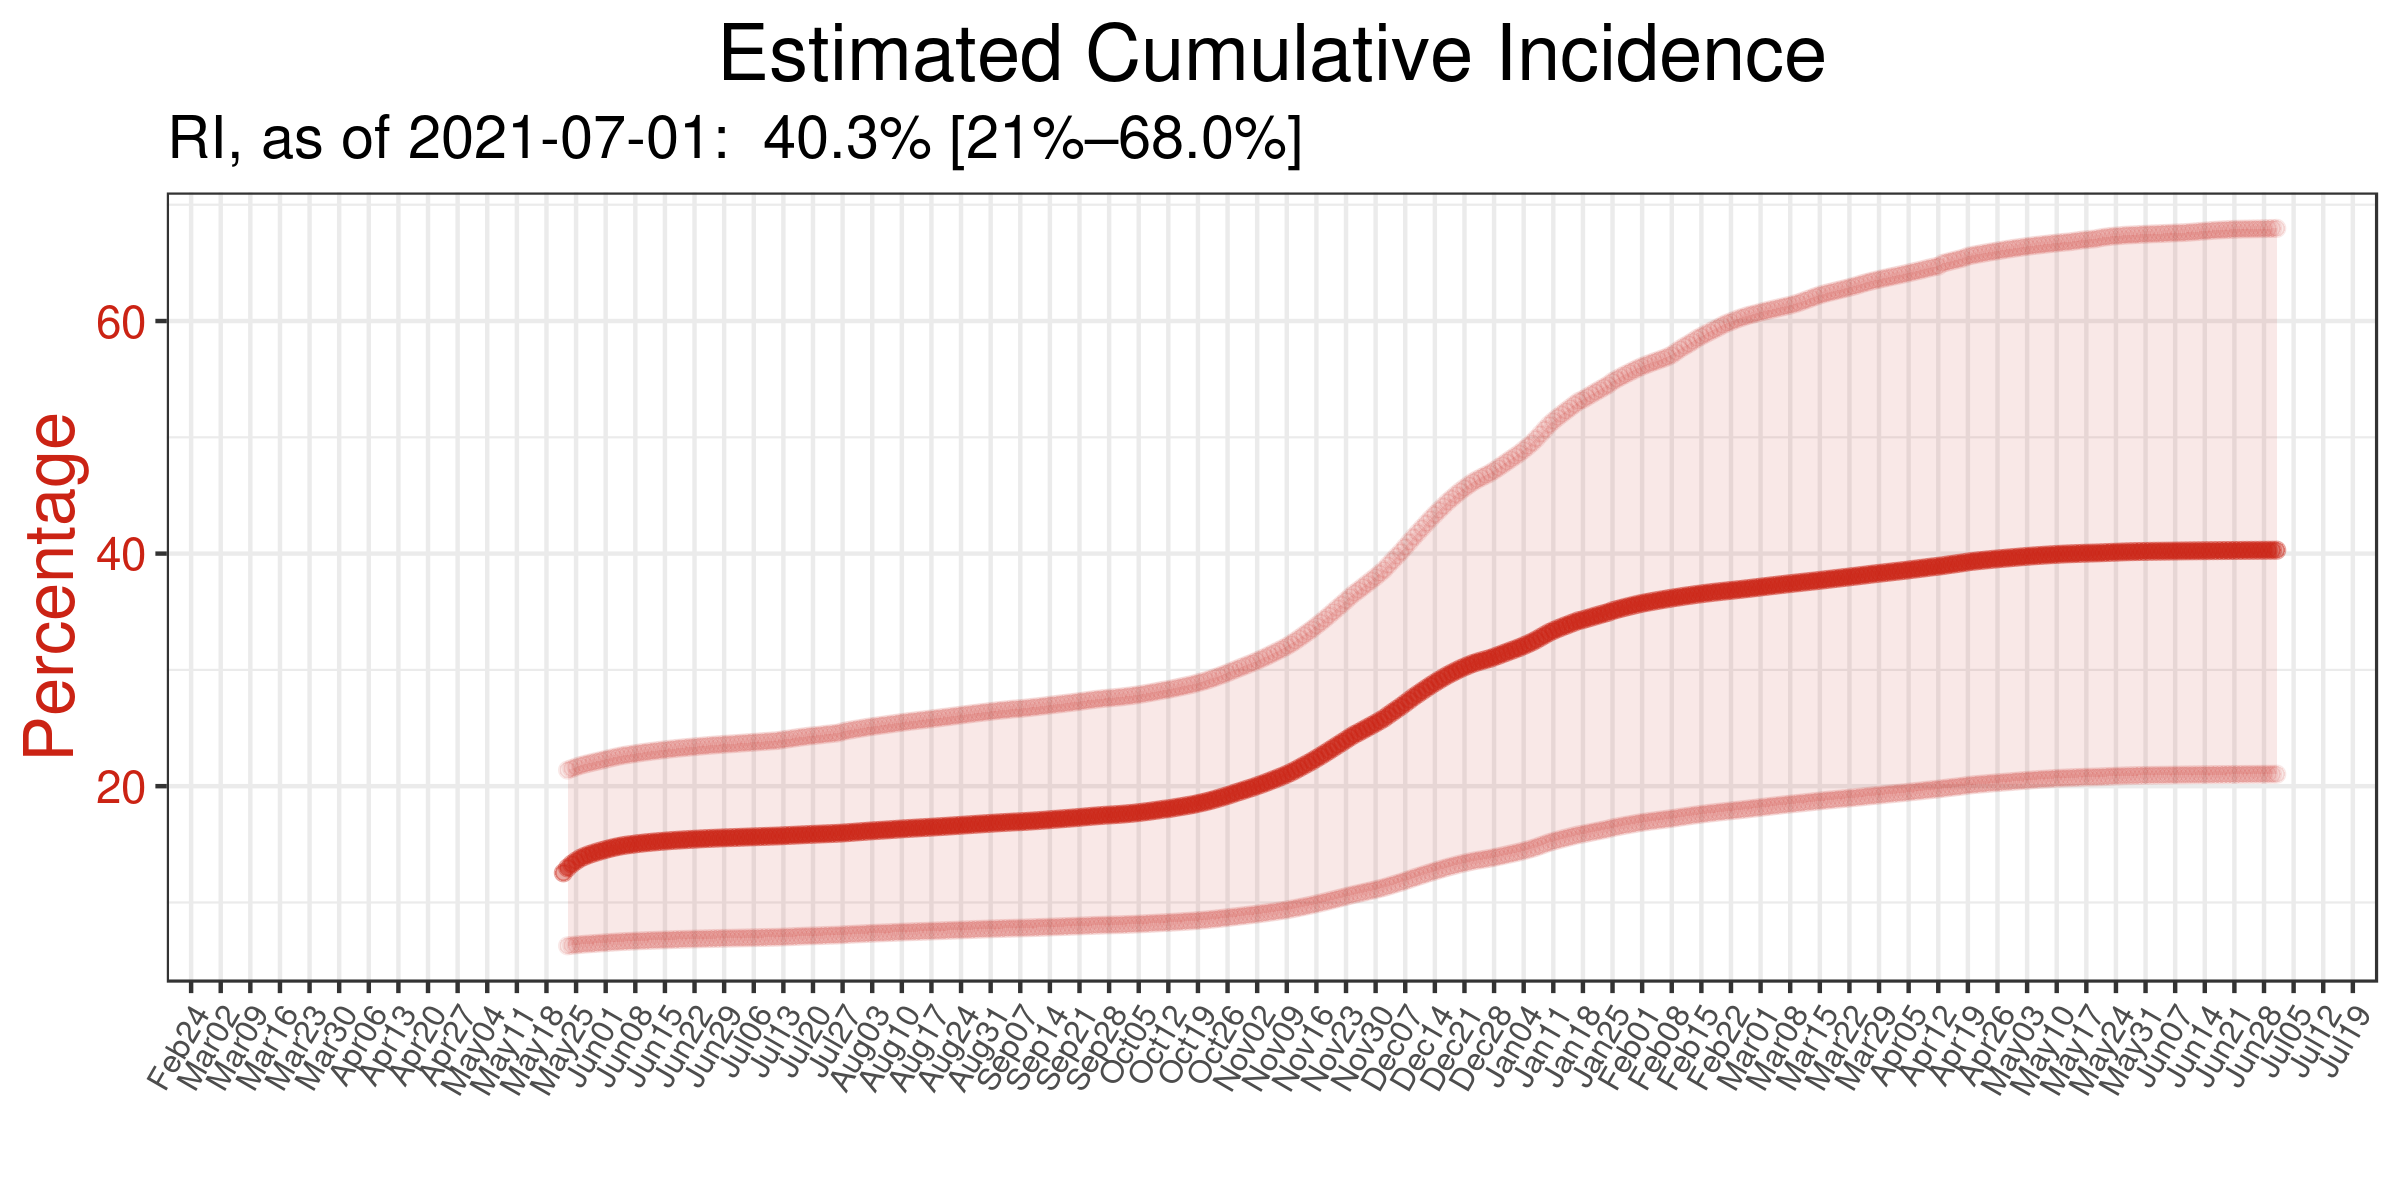 Estimated Cumulative Incidence
RI, as of 2021-07-01:  40.3% [21%–68.0%]
Percentage
60
40
20
Feb24
Mar02
Mar09
Mar16
Mar23
Mar30
Apr06
Apr13
Apr20
Apr27
May04
May11
May18
May25
Jun01
Jun08
Jun15
Jun22
Jun29
Jul06
Jul13
Jul20
Jul27
Aug03
Aug10
Aug17
Aug24
Aug31
Sep07
Sep14
Sep21
Sep28
Oct05
Oct12
Oct19
Oct26
Nov02
Nov09
Nov16
Nov23
Nov30
Dec07
Dec14
Dec21
Dec28
Jan04
Jan11
Jan18
Jan25
Feb01
Feb08
Feb15
Feb22
Mar01
Mar08
Mar15
Mar22
Mar29
Apr05
Apr12
Apr19
Apr26
May03
May10
May17
May24
May31
Jun07
Jun14
Jun21
Jun28
Jul05
Jul12
Jul19